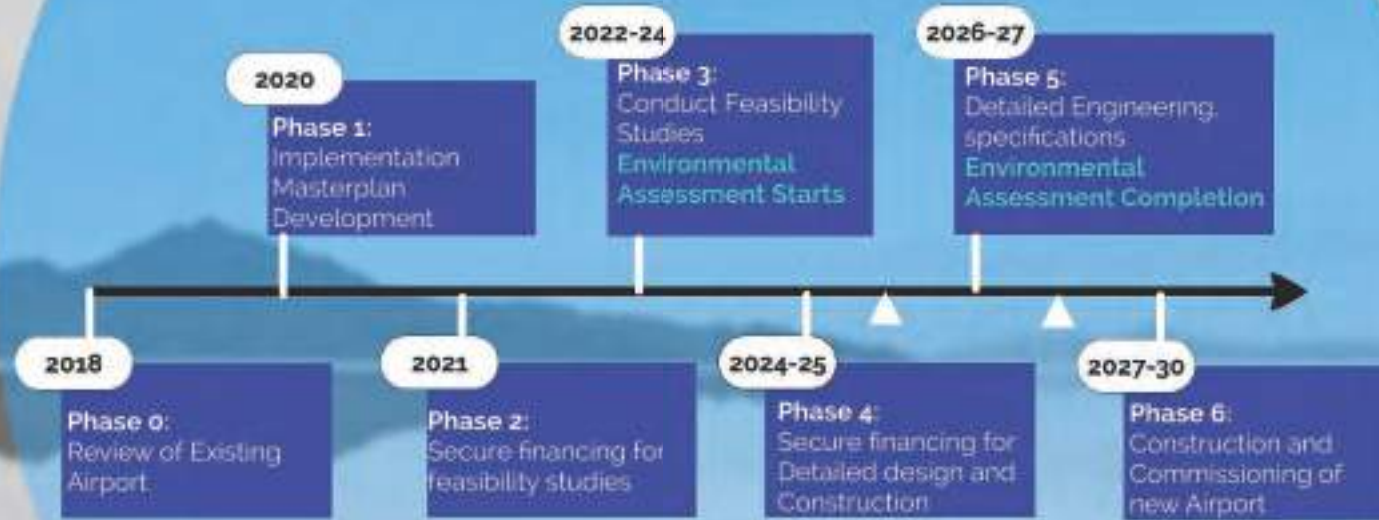 2018
Phase 0:
Review of Existing
Airport
2020
Phase 1:
Implementation
Masterplan
Development
2021
Phase 2:
Secure financing for
feasibility studies
2022-24
Phase 3:
Conduct Feasibility
Studies
Environmental
Assessment Starts
2024-25
Phase 4:
Secure financing for
Detailed design and
Construction
2026-27
Phase 5:
Detailed Engineering,
specifications
Environmental
Assessment Completion
2027-30
Phase 6:
Construction and
Commissioning of
new Airport